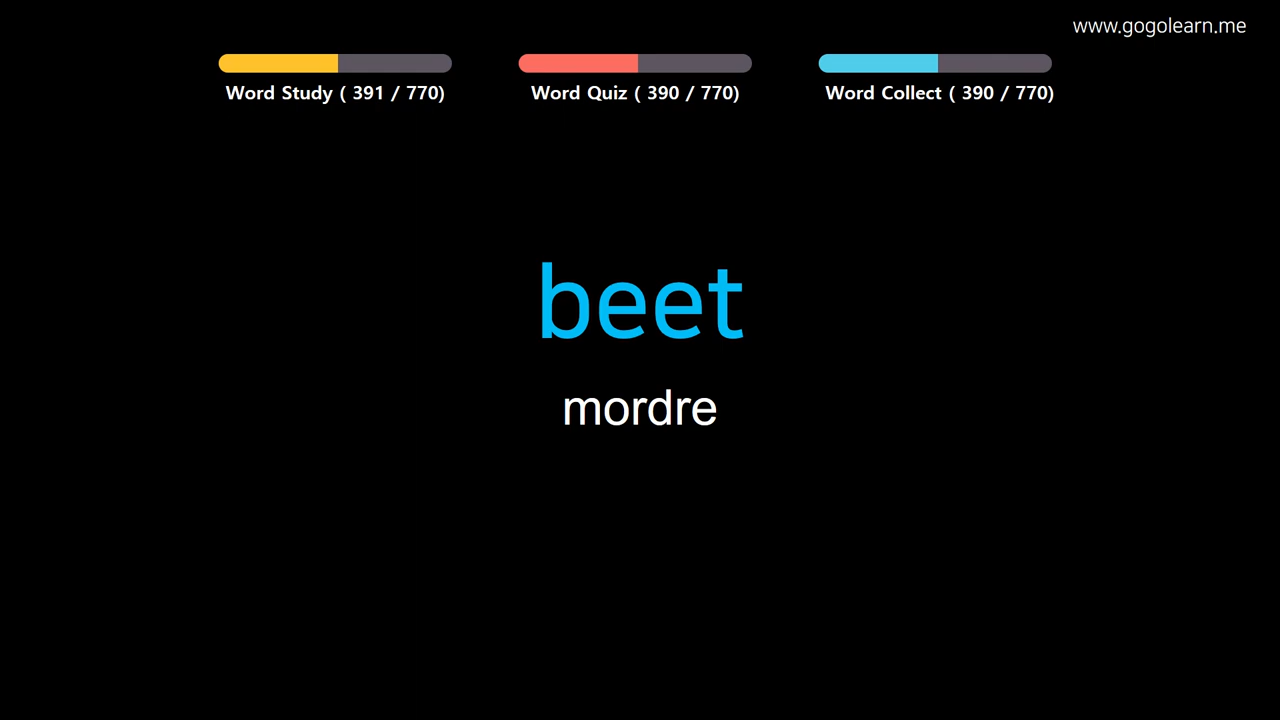 www.gogolearn.me
Word Study ( 391 / 770)
Word Quiz ( 390 / 770)
Word Collect ( 390 / 770)
beet
mordre